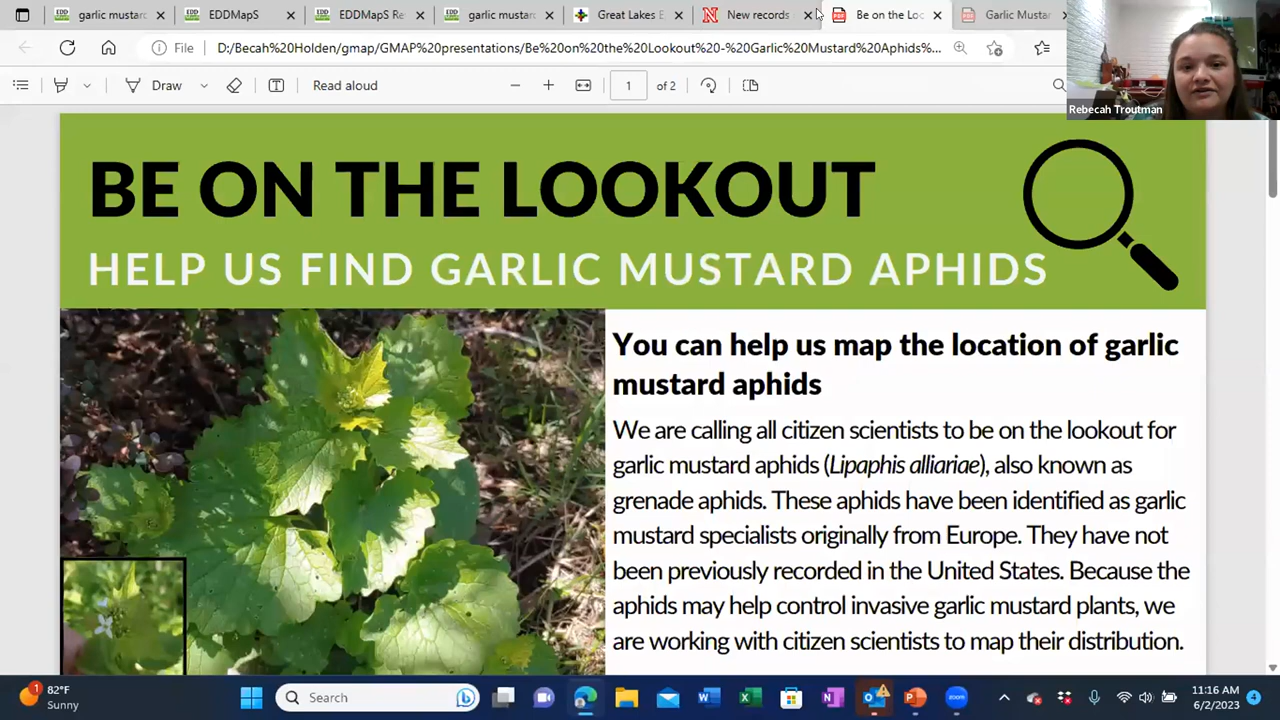 garlic mustar
EDDMapS
EDDMapS Re
garlic mustar
Great Lakes E
New records
Be on the Loc
Garlic Mustar
File
D:/Becah%20Holden/gmap/GMAP%20presentations/Be%20on%20the%20Lookout%20-%20Garlic%20Mustard%20Aphids%...
Draw
Read aloud
1
of 2
Rebecah Troutman
BE ON THE LOOKOUT
HELP US FIND GARLIC MUSTARD APHIDS
You can help us map the location of garlic
mustard aphids
We are calling all citizen scientists to be on the lookout for
garlic mustard aphids (Lipaphis alliariae), also known as
grenade aphids. These aphids have been identified as garlic
mustard specialists originally from Europe. They have not
been previously recorded in the United States. Because the
aphids may help control invasive garlic mustard plants, we
are working with citizen scientists to map their distribution.
1
82°F
Sunny
Search
11:16 AM
6/2/2023
4